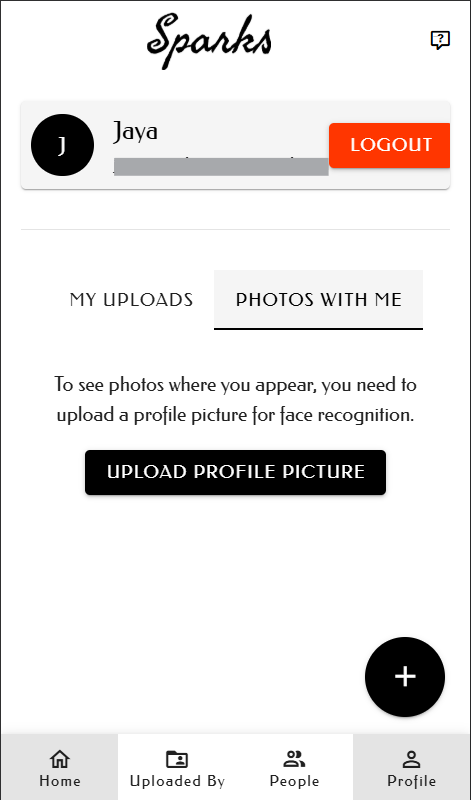 Sparks
?
Jaya
J
LOGOUT
MY UPLOADS
PHOTOS WITH ME
To see photos where you appear, you need to
upload a profile picture for face recognition.
UPLOAD PROFILE PICTURE
+
Home
Uploaded By
People
Profile